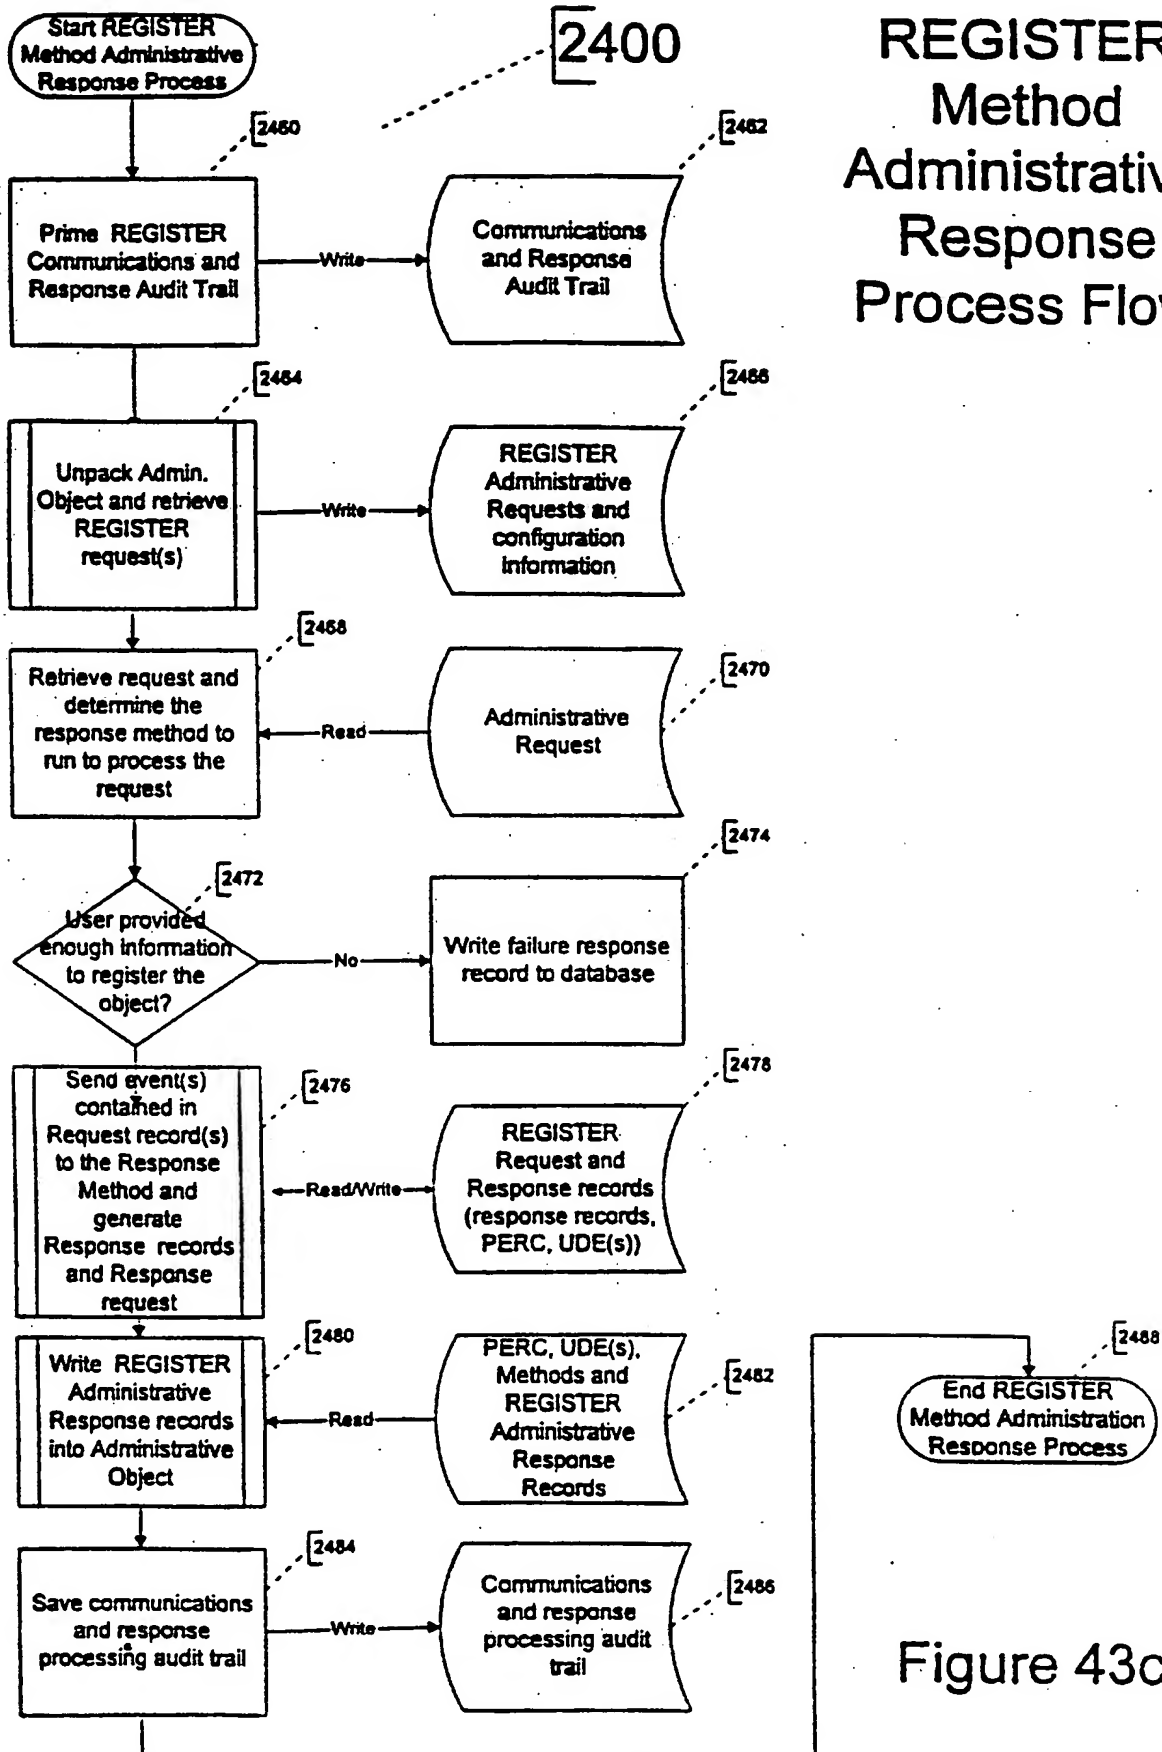 Start REGISTER
Method Administrative
Response Process
2400
REGISTER
Method
Administrativ
Response
Process Flo
2460
Prime REGISTER
Communications and
Response Audit Trail
Write
2462
Communications
and Response
Audit Trail
2464
Unpack Admin.
Object and retrieve
REGISTER
request(s)
Write
2466
REGISTER
Administrative
Requests and
configuration
Information
2468
Retrieve request and
determine the
response method to
run to process the
request
Read
2470
Administrative
Request
2472
User provided
enough information
to register the
object?
No
2474
Write failure response
record to database
2476
Send event(s)
contained in
Request record(s)
to the Response
Method and
generate
Response records
and Response
request
Read/Write
2478
REGISTER
Request and
Response records
(response records,
PERC, UDE(s))
2480
Write REGISTER
Administrative
Response records
into Administrative
Object
Read
2482
PERC, UDE(s),
Methods and
REGISTER
Administrative
Response
Records
2484
Save communications
and response
processing audit trail
Write
2486
Communications
and response
processing audit
trail
2488
End REGISTER
Method Administration
Response Process
Figure 43c